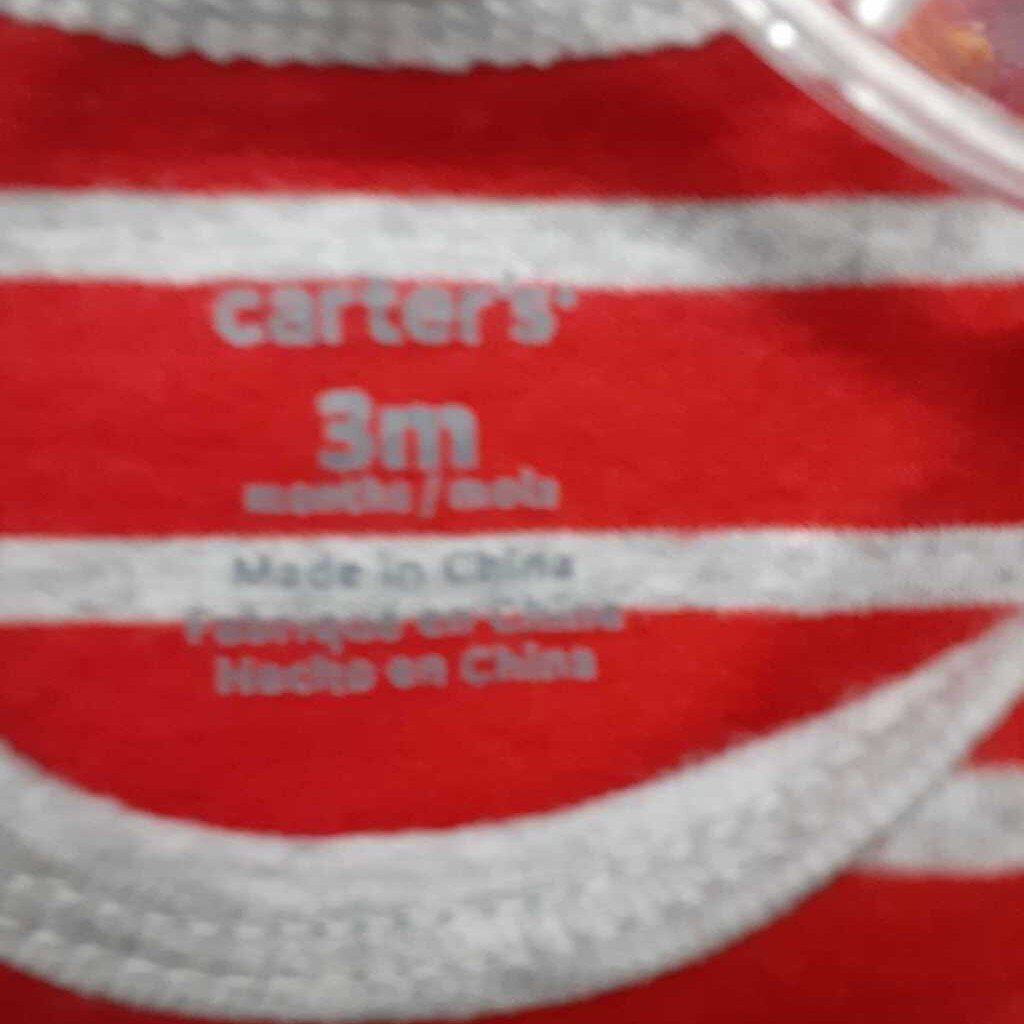 carter's
3m
months / mois
Made in China
Fabriqué en Chine
Hecho en China